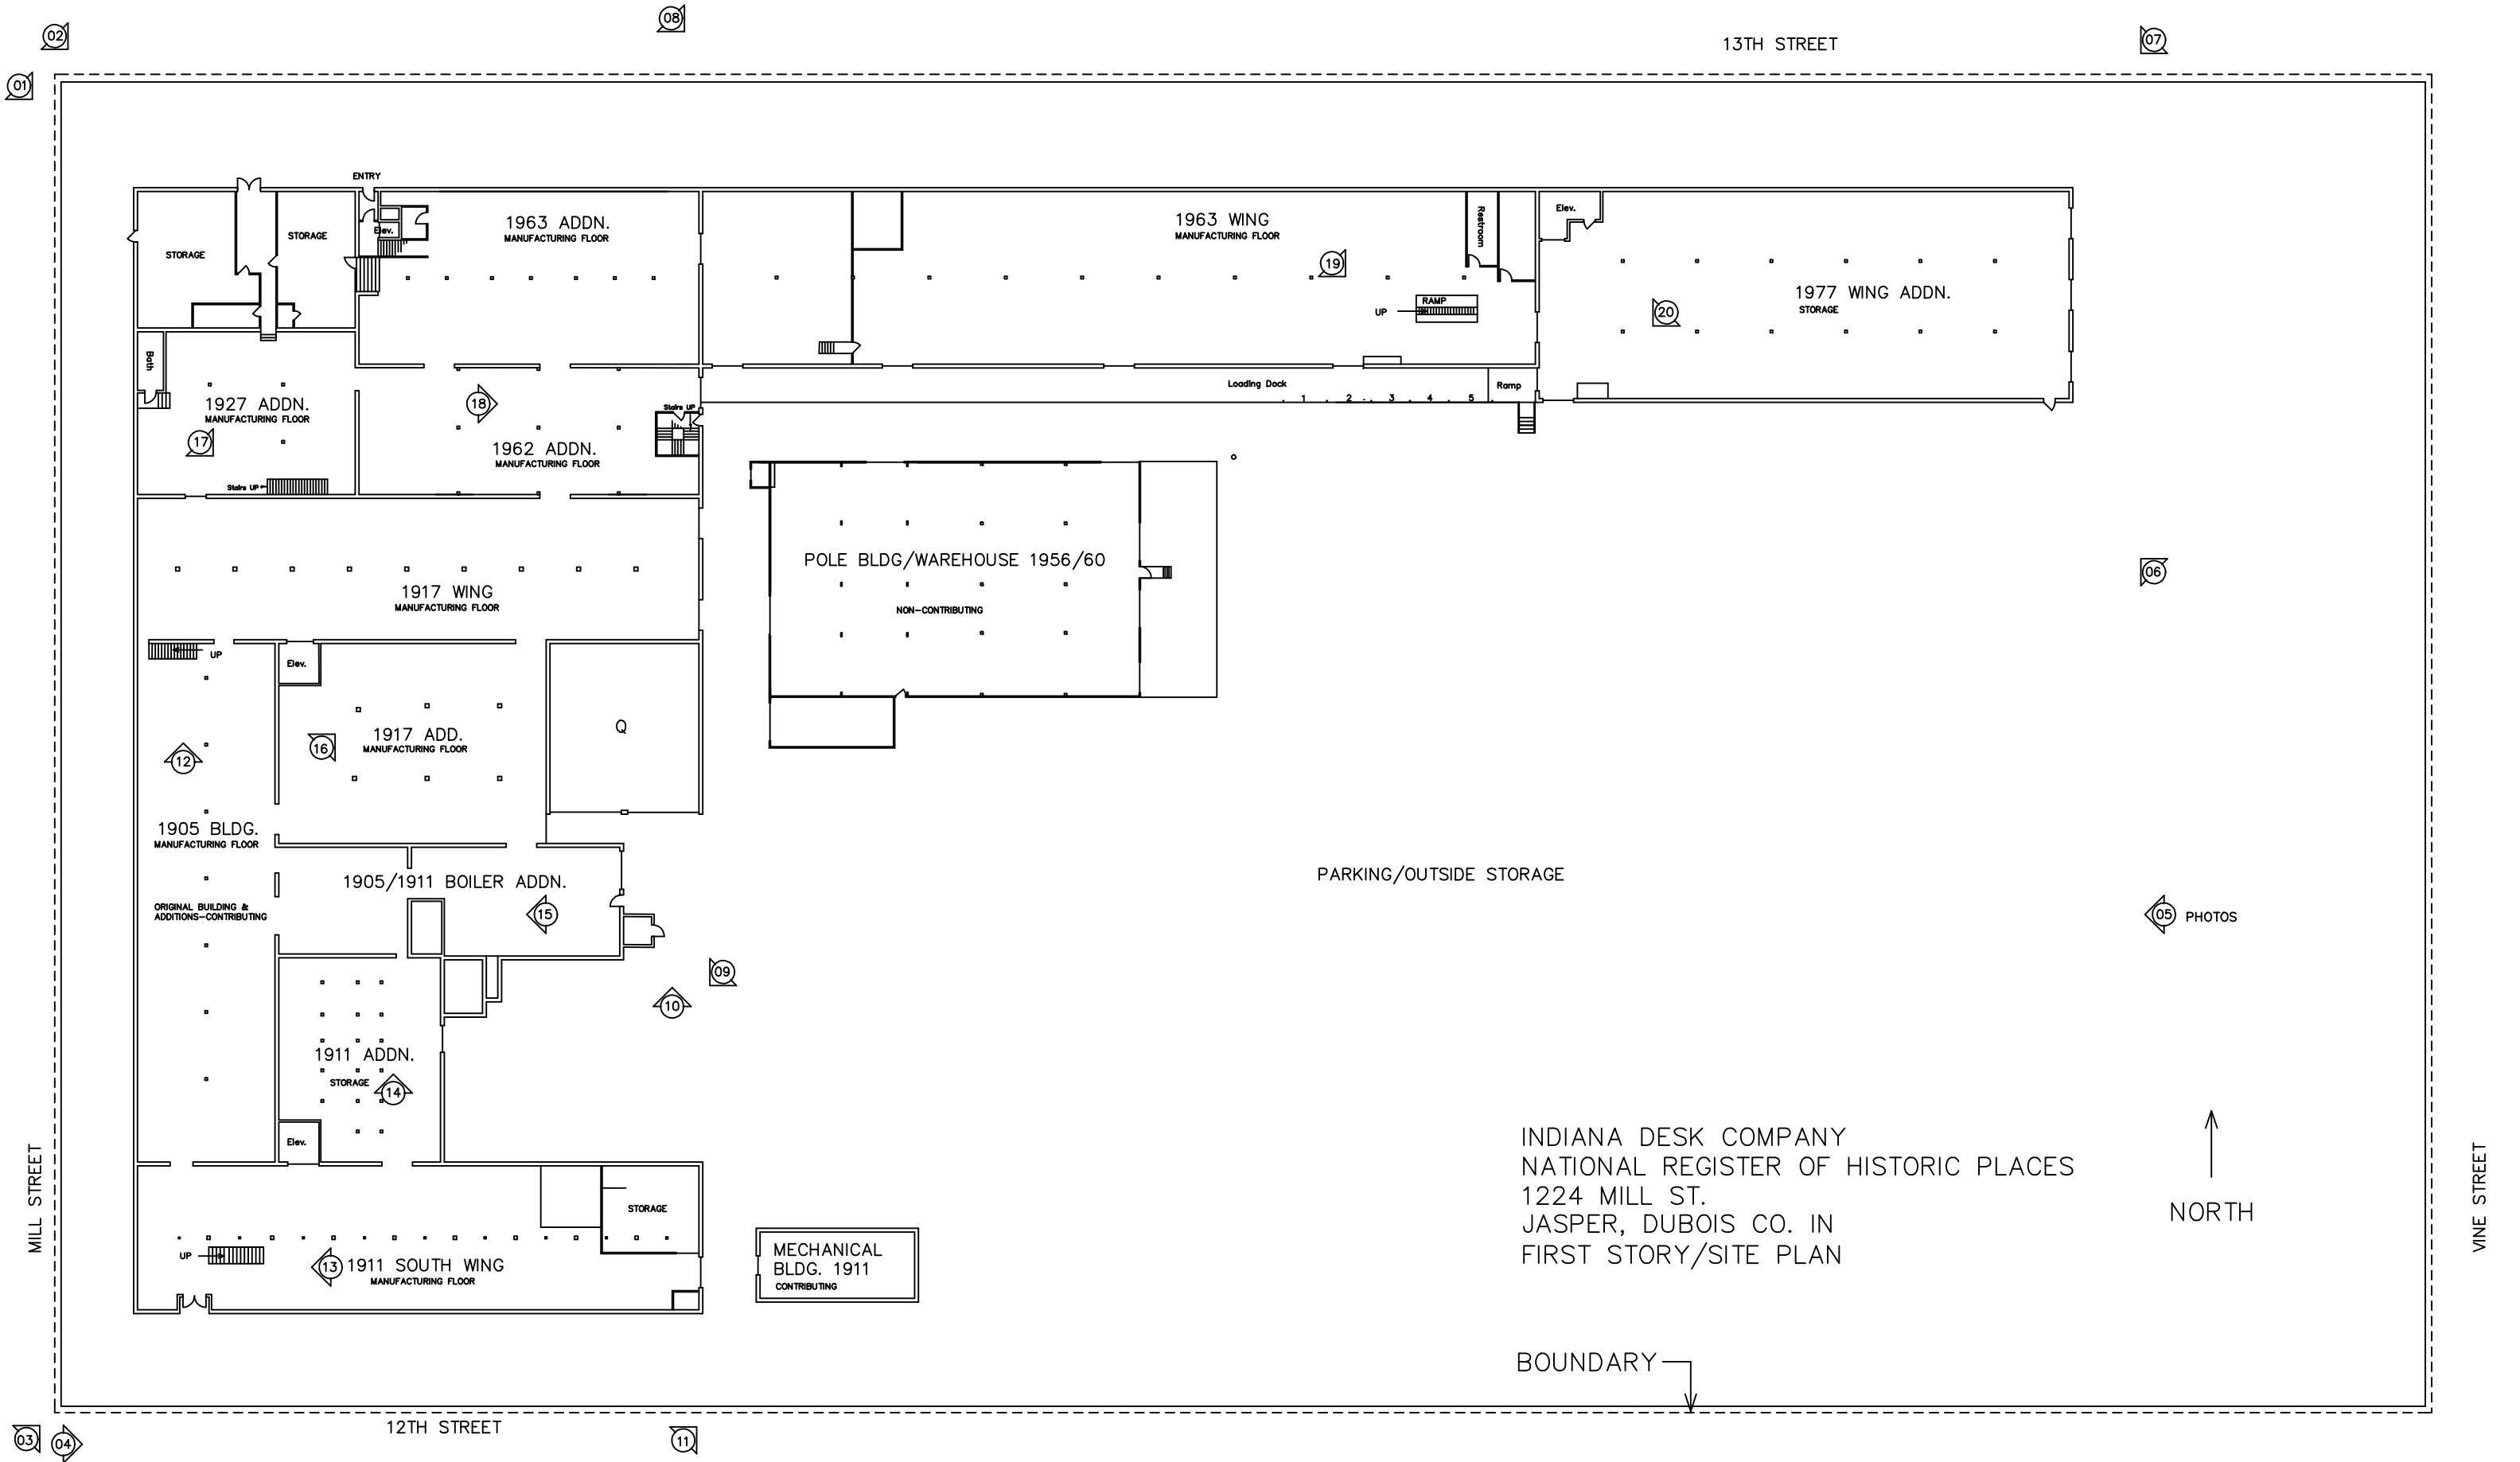 02
08
13TH STREET
07
01
ENTRY
1963 ADDN.
MANUFACTURING FLOOR
1963 WING
MANUFACTURING FLOOR
Restroom
Elev.
STORAGE
STORAGE
Elev.
19
20
1977 WING ADDN.
STORAGE
RAMP
UP
Bath
1927 ADDN.
MANUFACTURING FLOOR
17
18
Stairs UP
Loading Dock
1
2
3
4
5
Ramp
1962 ADDN.
MANUFACTURING FLOOR
Stairs UP
POLE BLDG/WAREHOUSE 1956/60
NON-CONTRIBUTING
06
1917 WING
MANUFACTURING FLOOR
UP
Elev.
Q
12
16
1917 ADD.
MANUFACTURING FLOOR
1905 BLDG.
MANUFACTURING FLOOR
1905/1911 BOILER ADDN.
ORIGINAL BUILDING &
ADDITIONS-CONTRIBUTING
15
PARKING/OUTSIDE STORAGE
05
PHOTOS
09
10
1911 ADDN.
STORAGE
14
Elev.
MILL STREET
STORAGE
UP
13
1911 SOUTH WING
MANUFACTURING FLOOR
MECHANICAL
BLDG. 1911
CONTRIBUTING
INDIANA DESK COMPANY
NATIONAL REGISTER OF HISTORIC PLACES
1224 MILL ST.
JASPER, DUBOIS CO. IN
FIRST STORY/SITE PLAN
NORTH
VINE STREET
BOUNDARY
03
04
12TH STREET
11